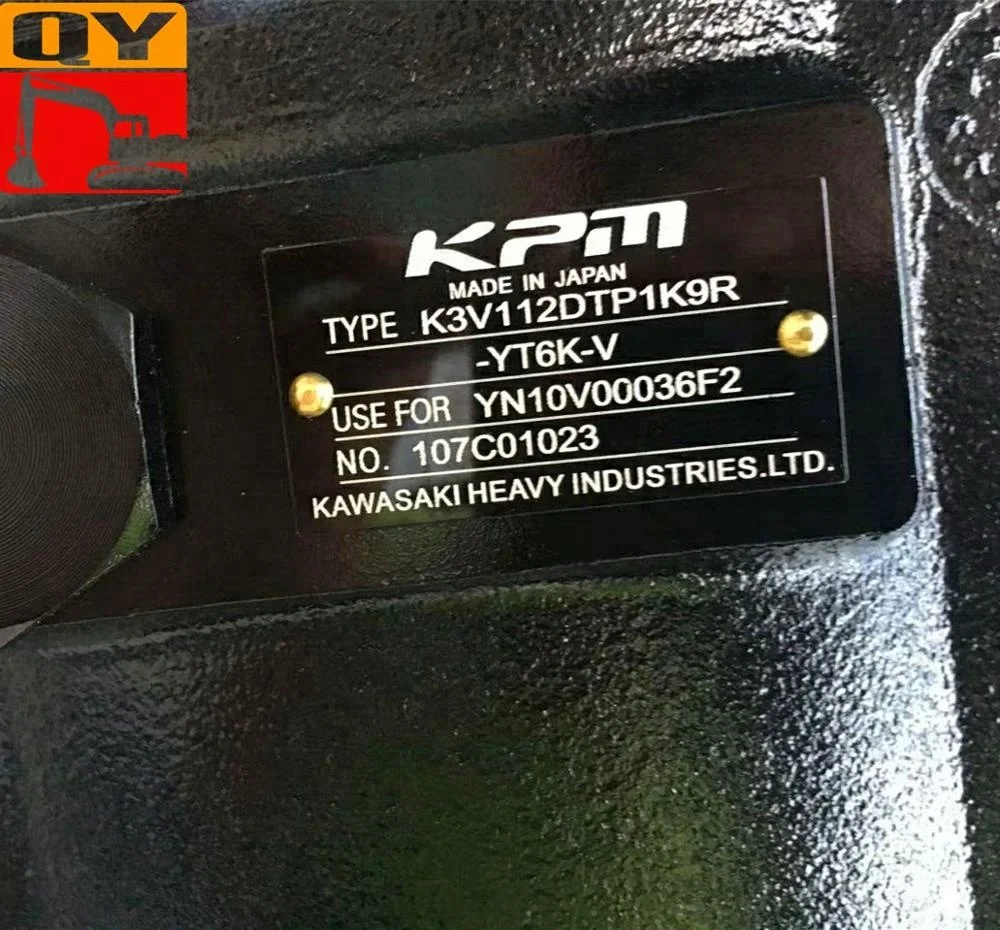 QY
KPM
MADE IN JAPAN
TYPE K3V112DTP1K9R
-YT6K-V
USE FOR YN10V00036F2
NO. 107C01023
KAWASAKI HEAVY INDUSTRIES.LTD.